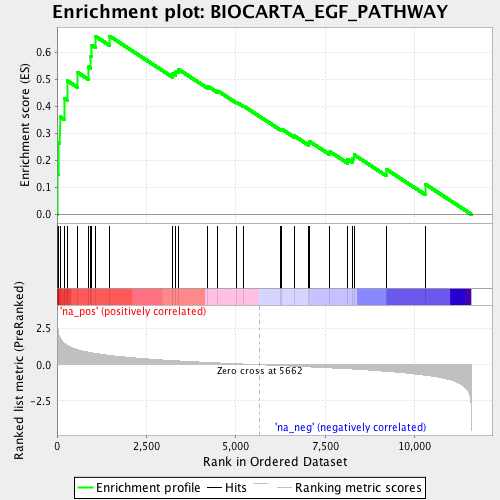 Enrichment plot: BIOCARTA_EGF_PATHWAY
Enrichment score (ES)
0.6
0.5
0.4
0.3
0.2
0.1
0.0
'na_pos' (positively correlated)
Ranked list metric (PreRanked)
2.5
0.0
-2.5
Zero cross at 5662
'na_neg' (negatively correlated)
0
2,500
5,000
7,500
10,000
Rank in Ordered Dataset
Enrichment profile
Hits
Ranking metric scores